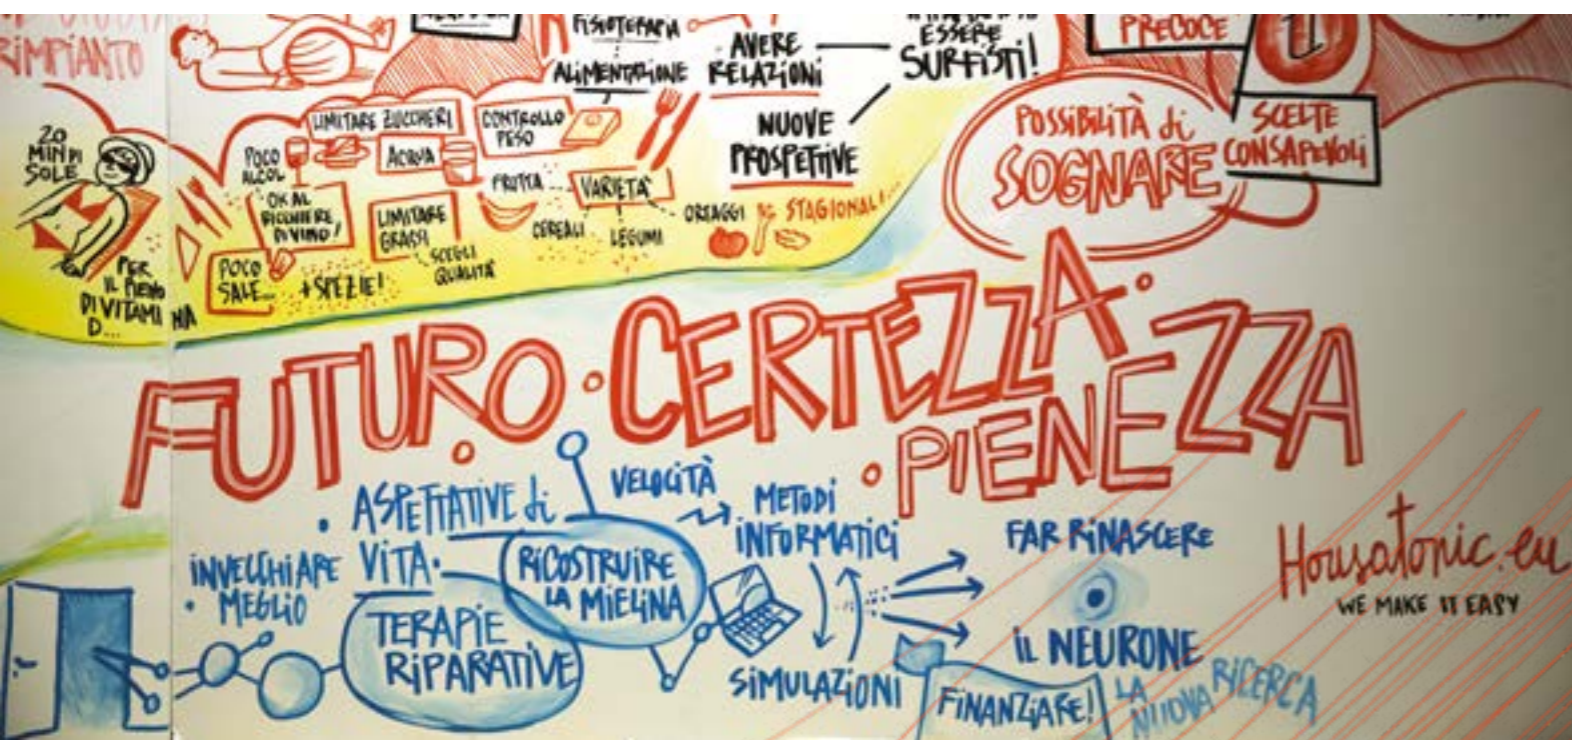 RIMPIANTO
FISIOTERAPIA
ALIMENTAZIONE
AVERE
RELAZIONI
ESSERE
SURFISTI!
NUOVE
PROSPETTIVE
PRECOCE
SCELTE
CONSAPEVOLI
POSSIBILITÀ di
SOGNARE
20
MIN DI
SOLE
PER
IL PIENO
DI VITAMINA
D...
LIMITARE ZUCCHERI
CONTROLLO
PESO
POCO
ALCOL
ACQUA
OK AL
BICCHIERE
DI VINO!
LIMITARE
GRASSI
SCEGLI
QUALITÀ
POCO
SALE...
+ SPEZIE!
FRUTTA...
VARIETÀ
CEREALI
LEGUMI
ORTAGGI
STAGIONALI!
FUTURO • CERTEZZA •
• PIENEZZA
• ASPETTATIVE di
VITA •
INVECCHIARE
• MEGLIO
TERAPIE
RIPARATIVE
RICOSTRUIRE
LA MIELINA
VELOCITÀ
METODI
INFORMATICI
SIMULAZIONI
FAR RINASCERE
IL NEURONE
FINANZIARE!
LA
NUOVA RICERCA
Housatonic.eu
WE MAKE IT EASY